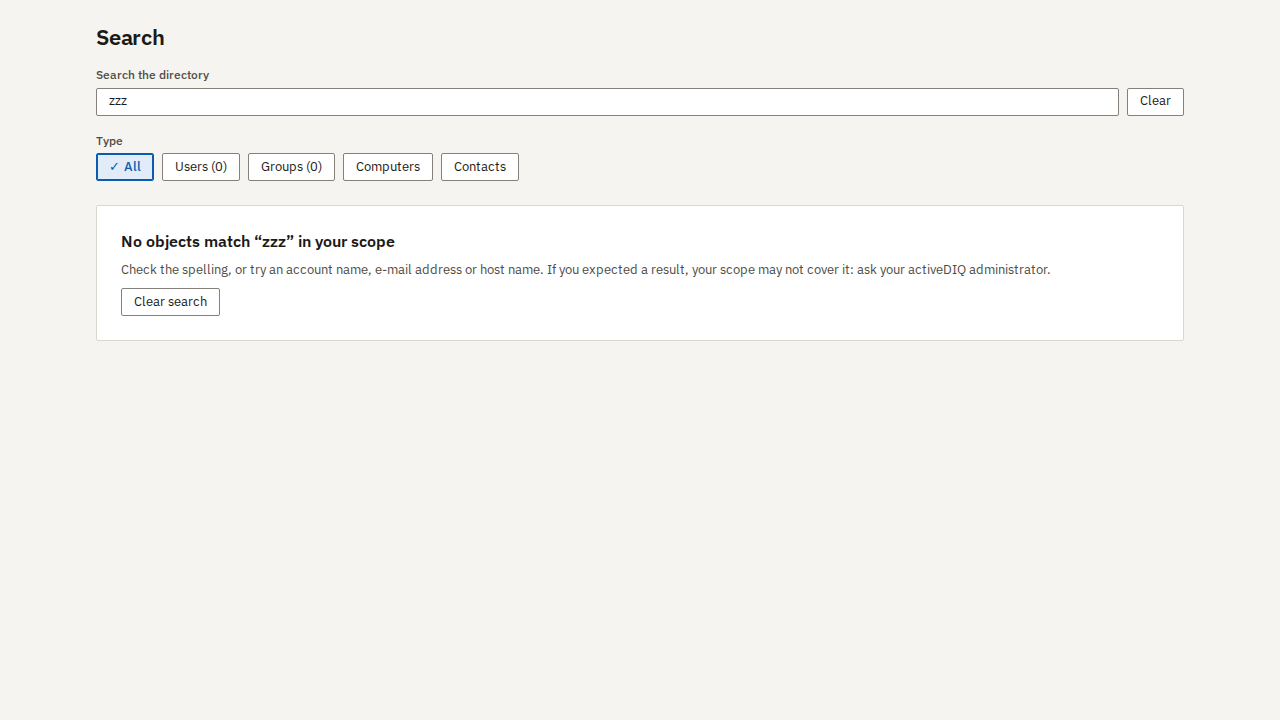 Search
Search the directory
zzz
Clear
Type
✓ All
Users (0)
Groups (0)
Computers
Contacts
No objects match “zzz” in your scope
Check the spelling, or try an account name, e-mail address or host name. If you expected a result, your scope may not cover it: ask your activeDIQ administrator.
Clear search